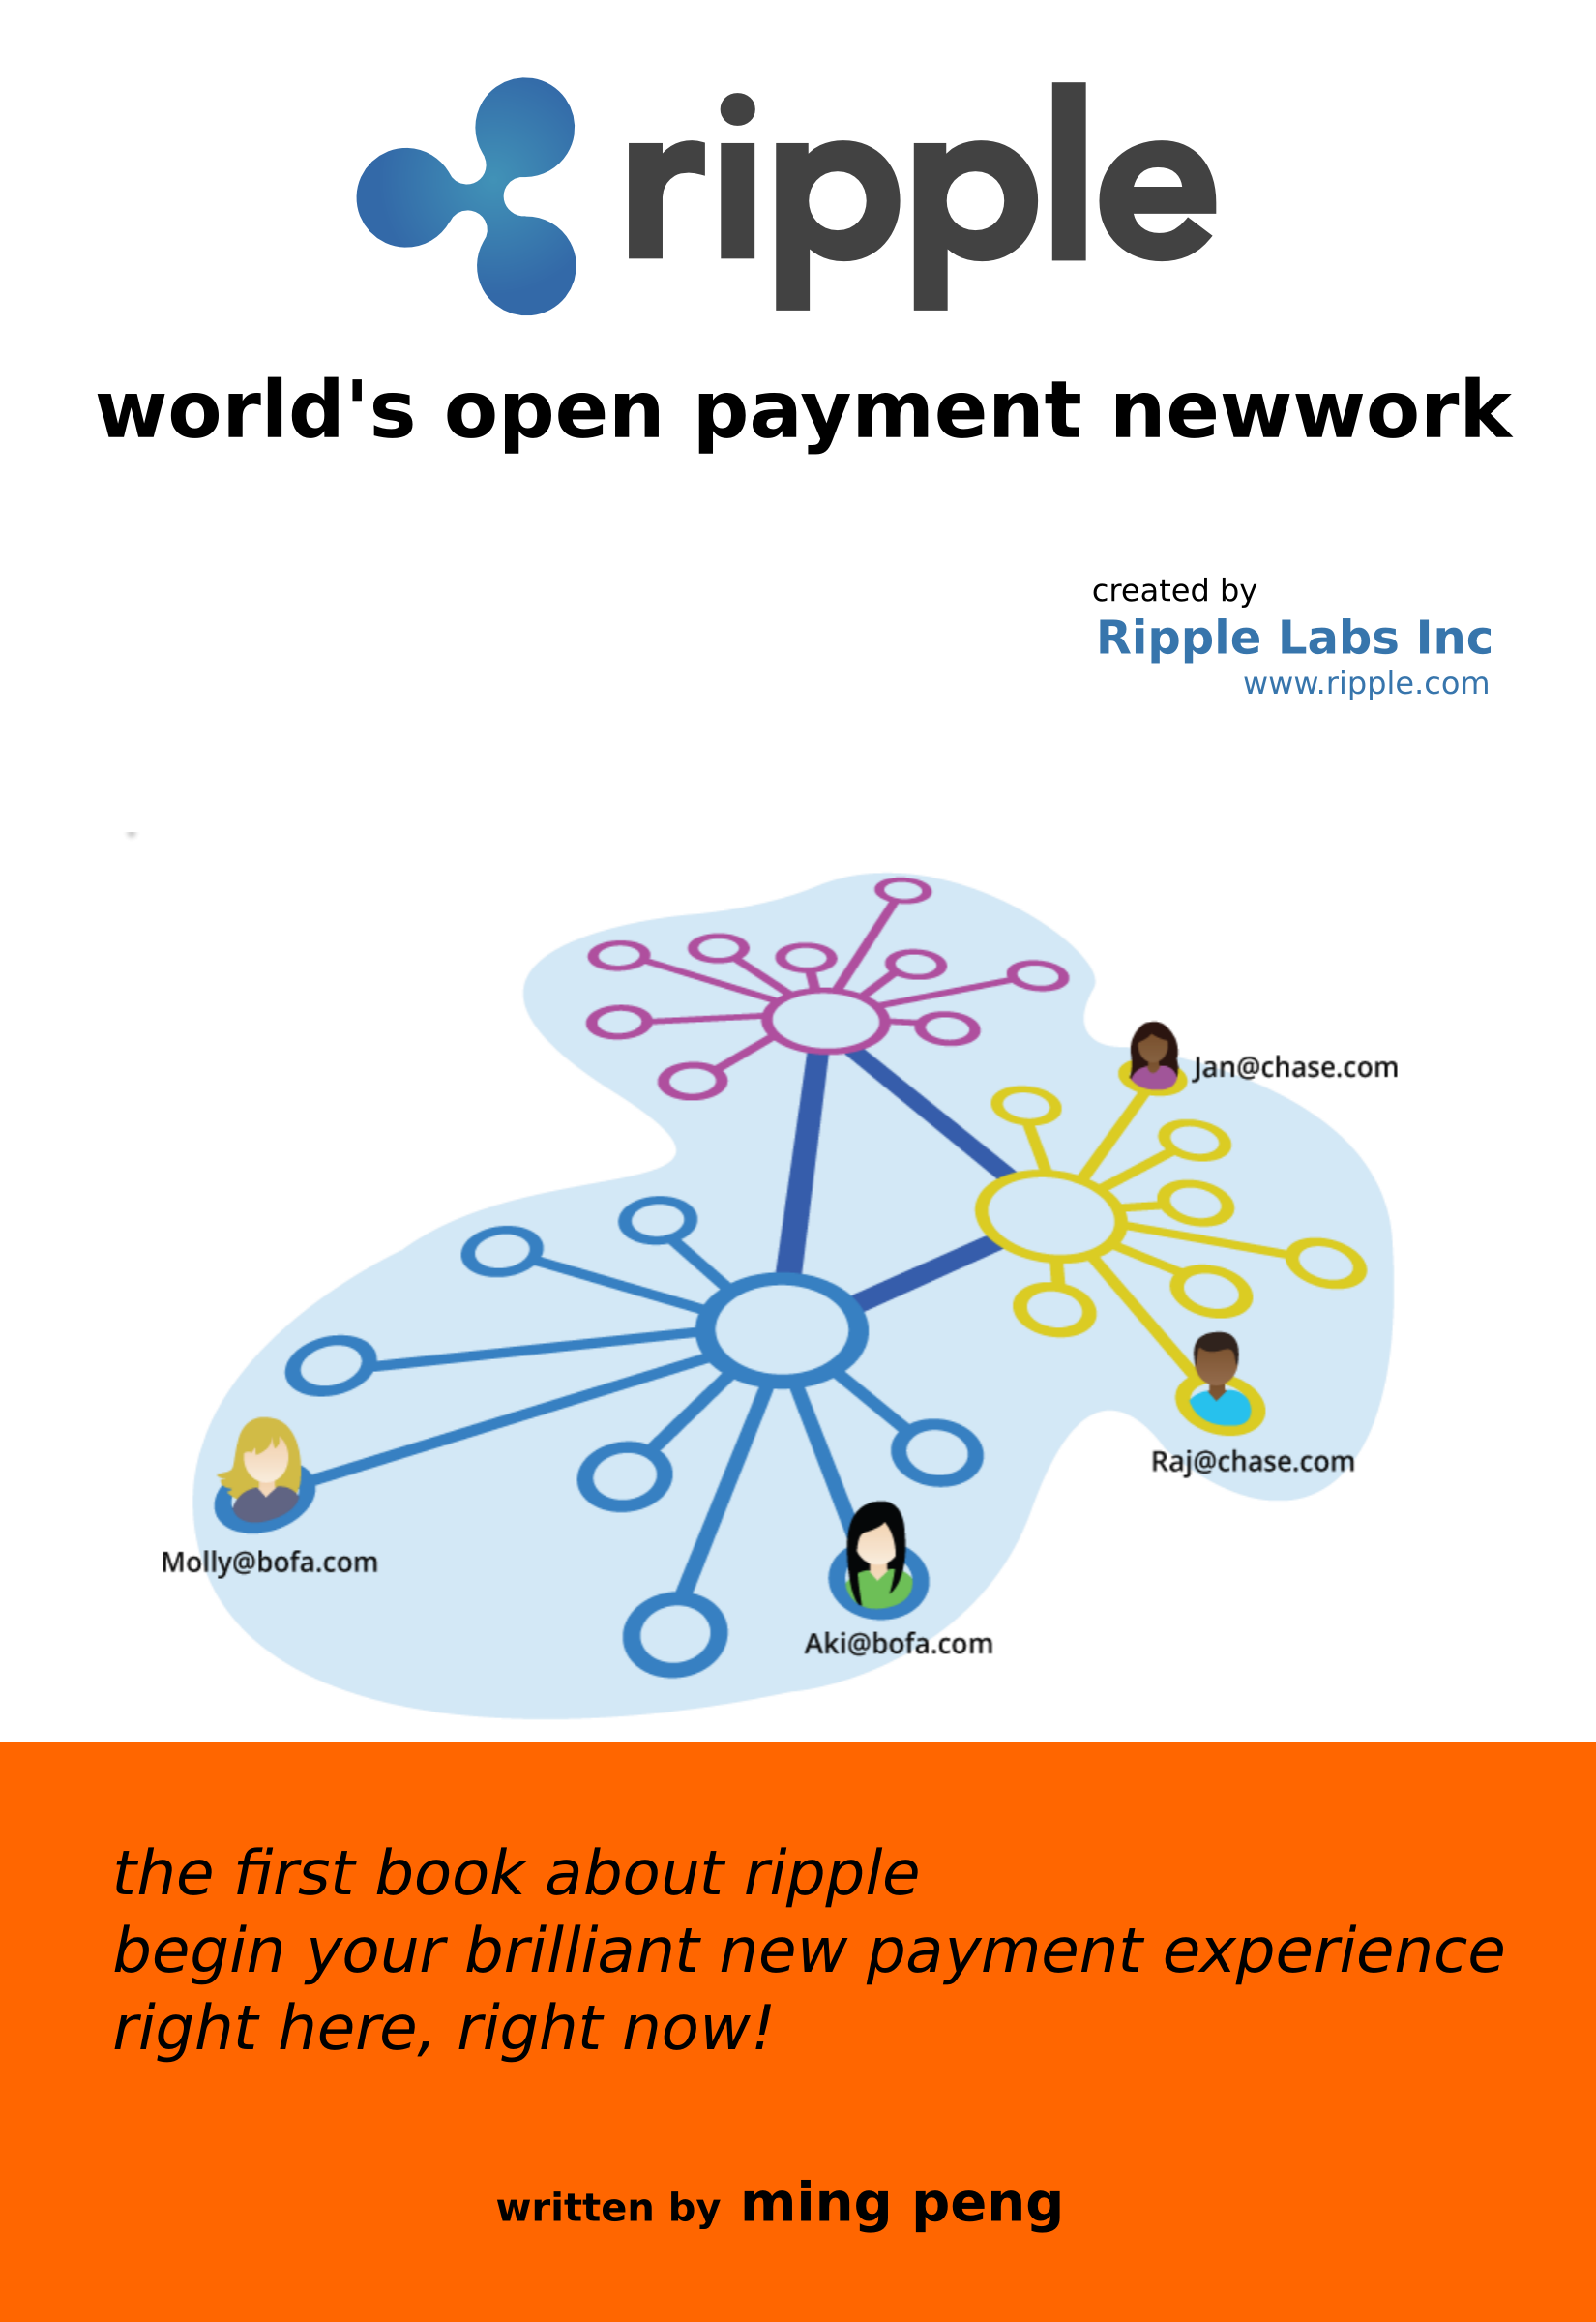 ripple
world's open payment newwork
created by
Ripple Labs Inc
www.ripple.com
Jan@chase.com
Raj@chase.com
Molly@bofa.com
Aki@bofa.com
the first book about ripple
begin your brilliant new payment experience
right here, right now!
written by ming peng